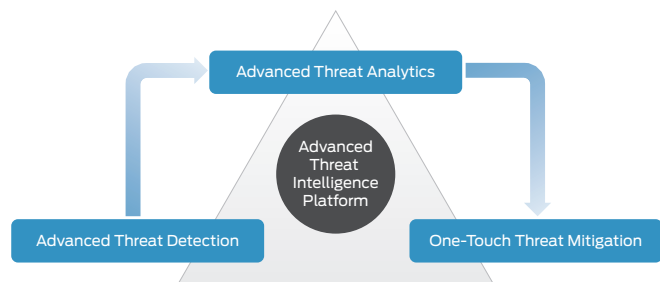 Advanced Threat Analytics
Advanced
Threat
Intelligence
Platform
Advanced Threat Detection
One-Touch Threat Mitigation